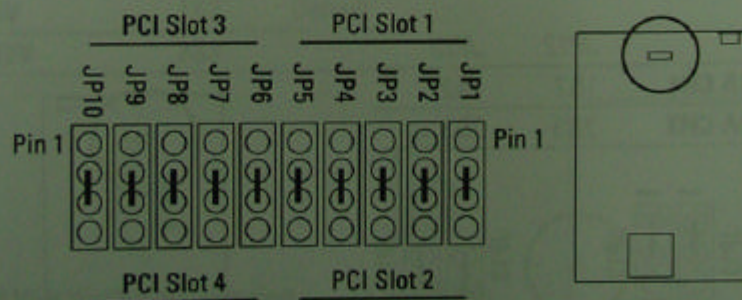 PCI Slot 3 PCI Slot 1
JP10 JP9 JP8 JP7 JP6 JP5 JP4 JP3 JP2 JP1
Pin 1 Pin 1
PCI Slot 4 PCI Slot 2